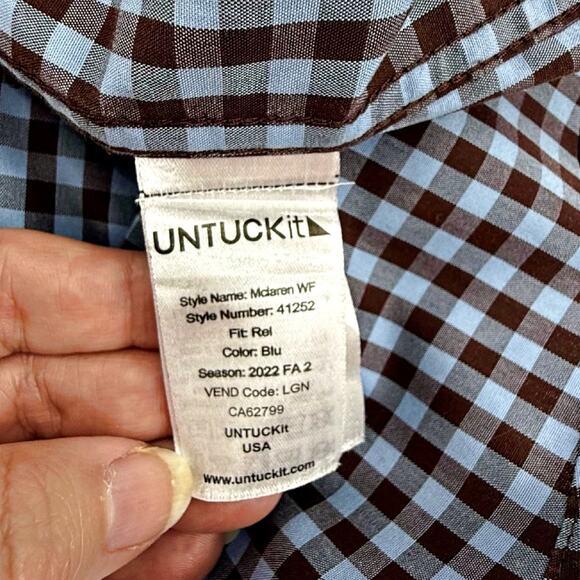 UNTUCKit
Style Name: Mclaren WF
Style Number: 41252
Fit: Rel
Color: Blu
Season: 2022 FA 2
VEND Code: LGN
CA62799
UNTUCKit
USA
www.untuckit.com